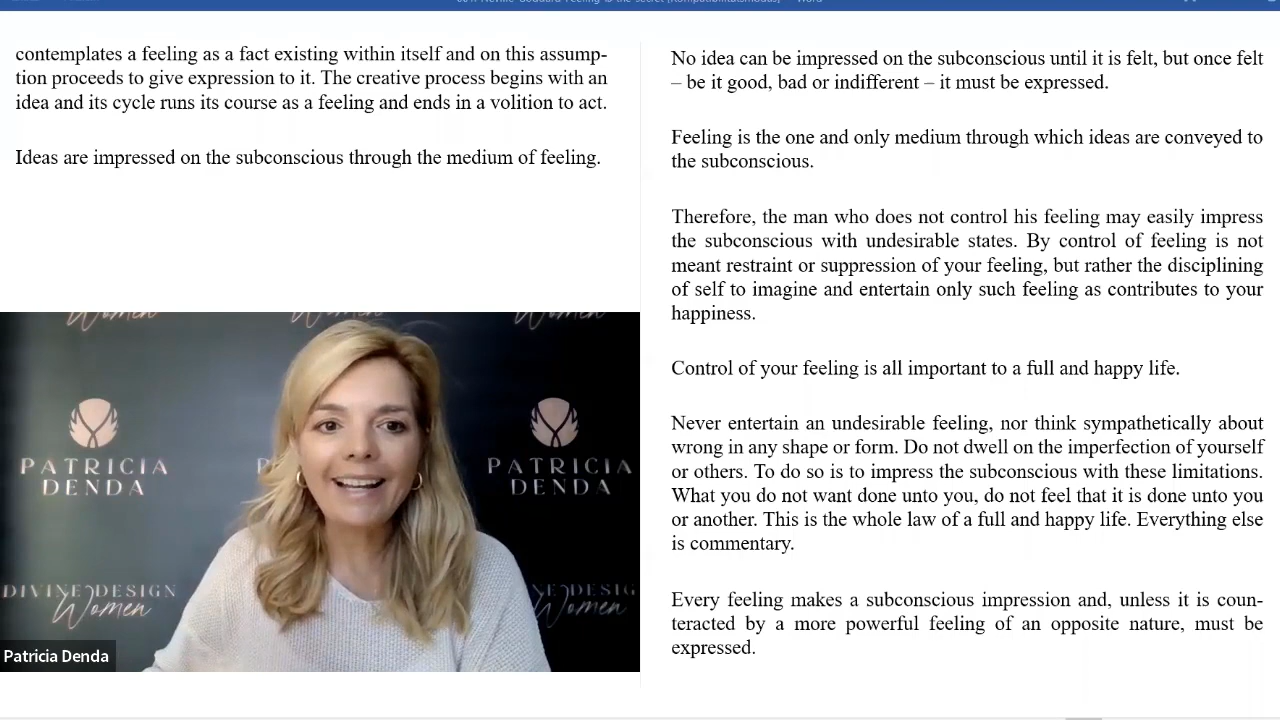 contemplates a feeling as a fact existing within itself and on this assump-
tion proceeds to give expression to it. The creative process begins with an
idea and its cycle runs its course as a feeling and ends in a volition to act.
Ideas are impressed on the subconscious through the medium of feeling.
No idea can be impressed on the subconscious until it is felt, but once felt
– be it good, bad or indifferent – it must be expressed.
Feeling is the one and only medium through which ideas are conveyed to
the subconscious.
Therefore, the man who does not control his feeling may easily impress
the subconscious with undesirable states. By control of feeling is not
meant restraint or suppression of your feeling, but rather the disciplining
of self to imagine and entertain only such feeling as contributes to your
happiness.
Control of your feeling is all important to a full and happy life.
Never entertain an undesirable feeling, nor think sympathetically about
wrong in any shape or form. Do not dwell on the imperfection of yourself
or others. To do so is to impress the subconscious with these limitations.
What you do not want done unto you, do not feel that it is done unto you
or another. This is the whole law of a full and happy life. Everything else
is commentary.
Every feeling makes a subconscious impression and, unless it is coun-
teracted by a more powerful feeling of an opposite nature, must be
expressed.
Women
PATRICIA
DENDA
PATRICIA
DENDA
DIVINE DESIGN
Women
Women
Patricia Denda